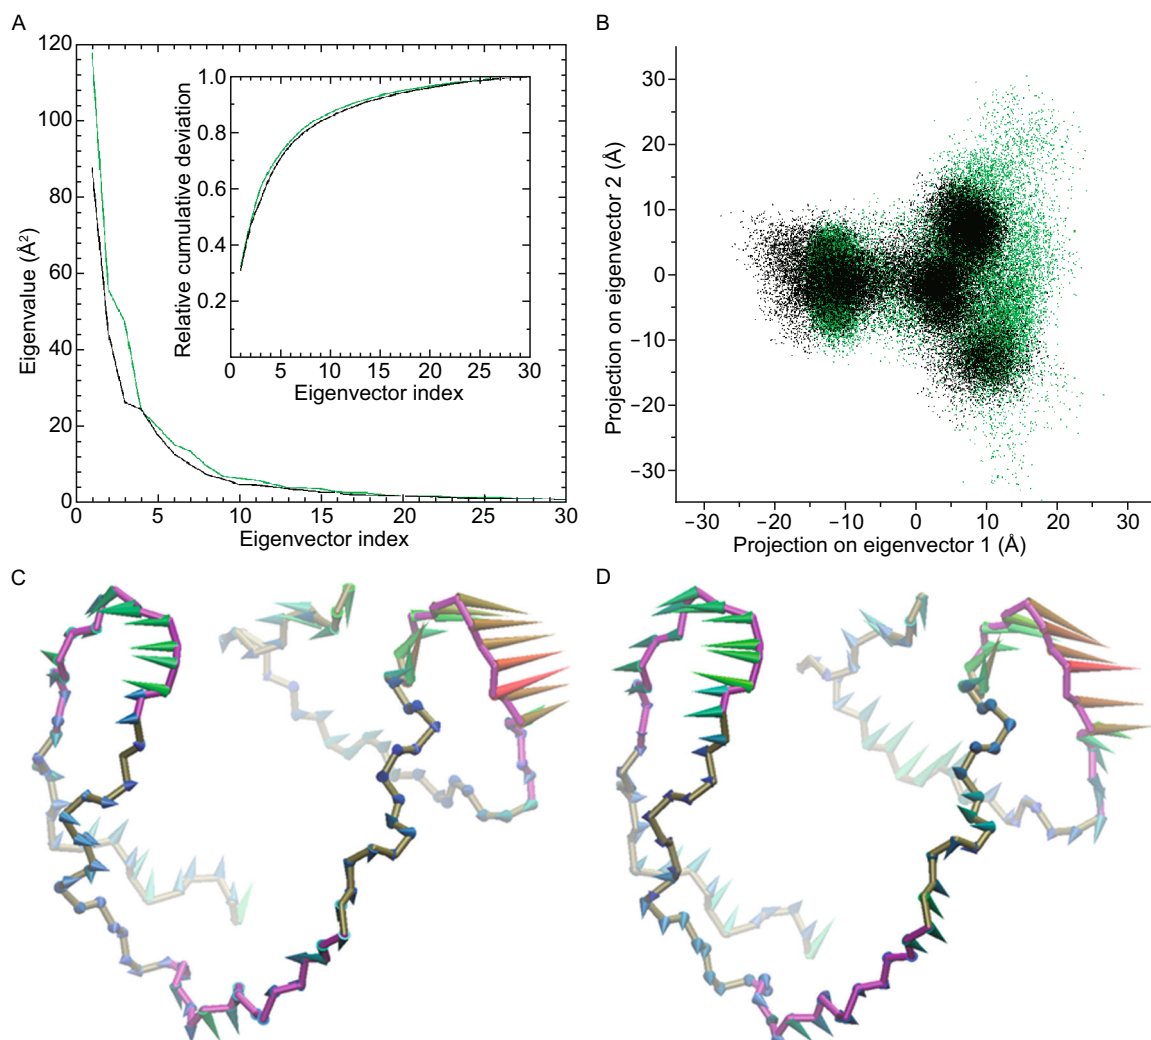 A
120
100
80
60
40
20
0
Eigenvalue (Å²)
0 5 10 15 20 25 30
Eigenvector index
1.0
0.8
0.6
0.4
0.2
Relative cumulative deviation
0 5 10 15 20 25 30
Eigenvector index
B
30
20
10
0
−10
−20
−30
Projection on eigenvector 2 (Å)
−30 −20 −10 0 10 20 30
Projection on eigenvector 1 (Å)
C
D